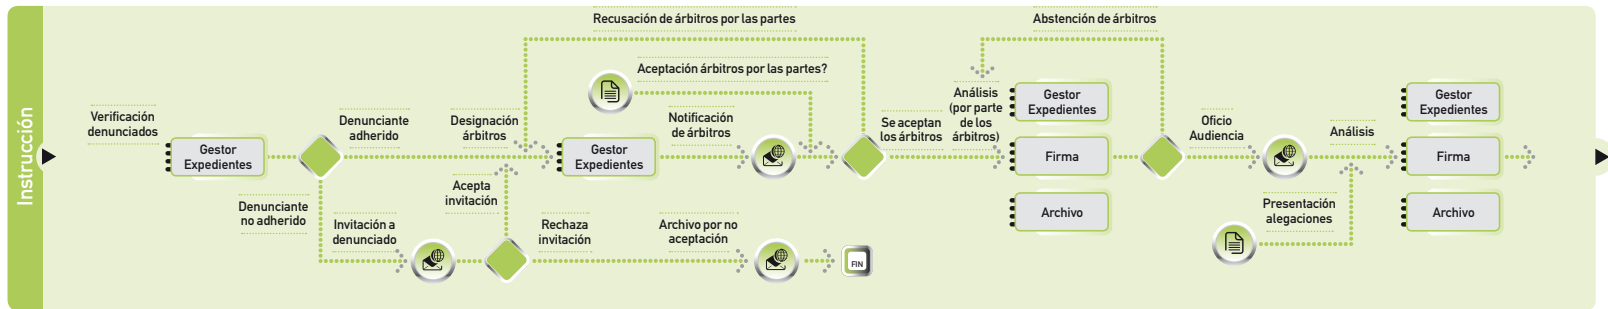 Instrucción
Verificación
denunciados
Gestor
Expedientes
Denunciante
adherido
Denunciante
no adherido
Invitación a
denunciado
Acepta
invitación
Rechaza
invitación
Archivo por no
aceptación
FIN
Designación
árbitros
Gestor
Expedientes
Recusación de árbitros por las partes
Aceptación árbitros por las partes?
Notificación
de árbitros
Se aceptan
los árbitros
Abstención de árbitros
Análisis
(por parte
de los
árbitros)
Gestor
Expedientes
Firma
Archivo
Oficio
Audiencia
Presentación
alegaciones
Análisis
Gestor
Expedientes
Firma
Archivo